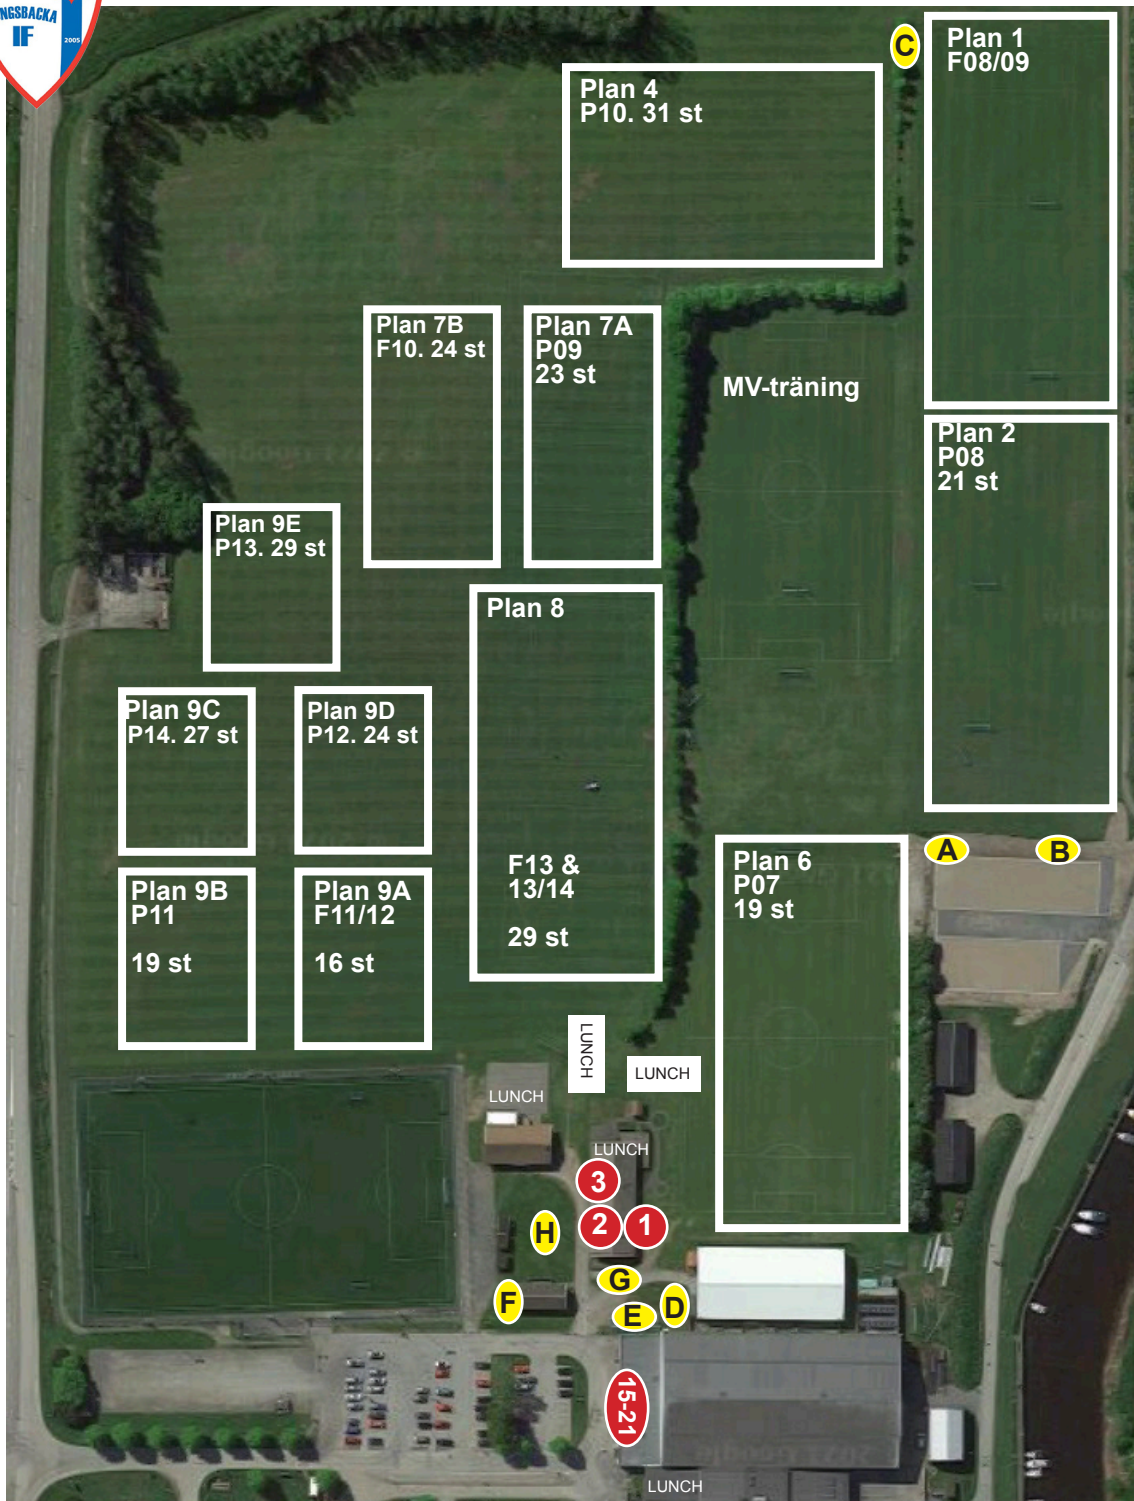 NGSBACKA
IF
2005
C
Plan 1
F08/09
Plan 4
P10. 31 st
Plan 7B
F10. 24 st
Plan 7A
P09
23 st
MV-träning
Plan 2
P08
21 st
Plan 9E
P13. 29 st
Plan 8
F13 &
13/14
29 st
Plan 9C
P14. 27 st
Plan 9D
P12. 24 st
Plan 9B
P11
19 st
Plan 9A
F11/12
16 st
Plan 6
P07
19 st
A
B
LUNCH
LUNCH
LUNCH
LUNCH
3
2
1
H
G
F
E
D
15-21
LUNCH